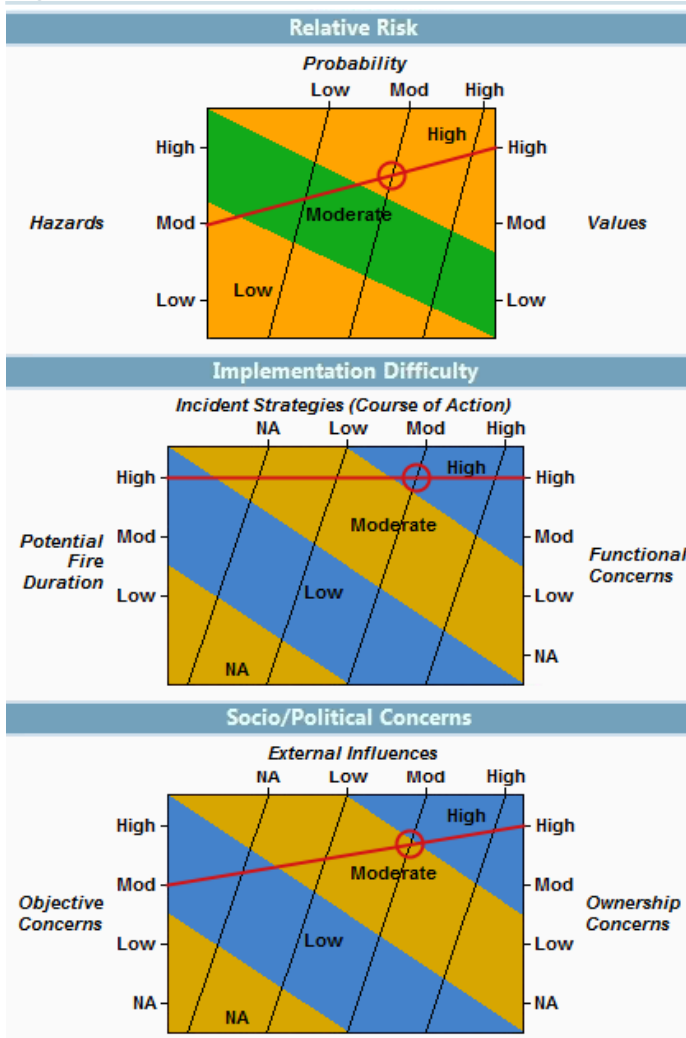 Relative Risk
Probability
Low Mod High
High
High High
Hazards Mod Moderate Mod Values
Low
Low Low
Implementation Difficulty
Incident Strategies (Course of Action)
NA Low Mod High
High High High
Moderate
Potential Fire Duration Mod Mod Functional Concerns
Low Low Low
NA
NA
Socio/Political Concerns
External Influences
NA Low Mod High
High High High
Moderate
Objective Concerns Mod Mod Ownership Concerns
Low Low Low
NA NA
NA